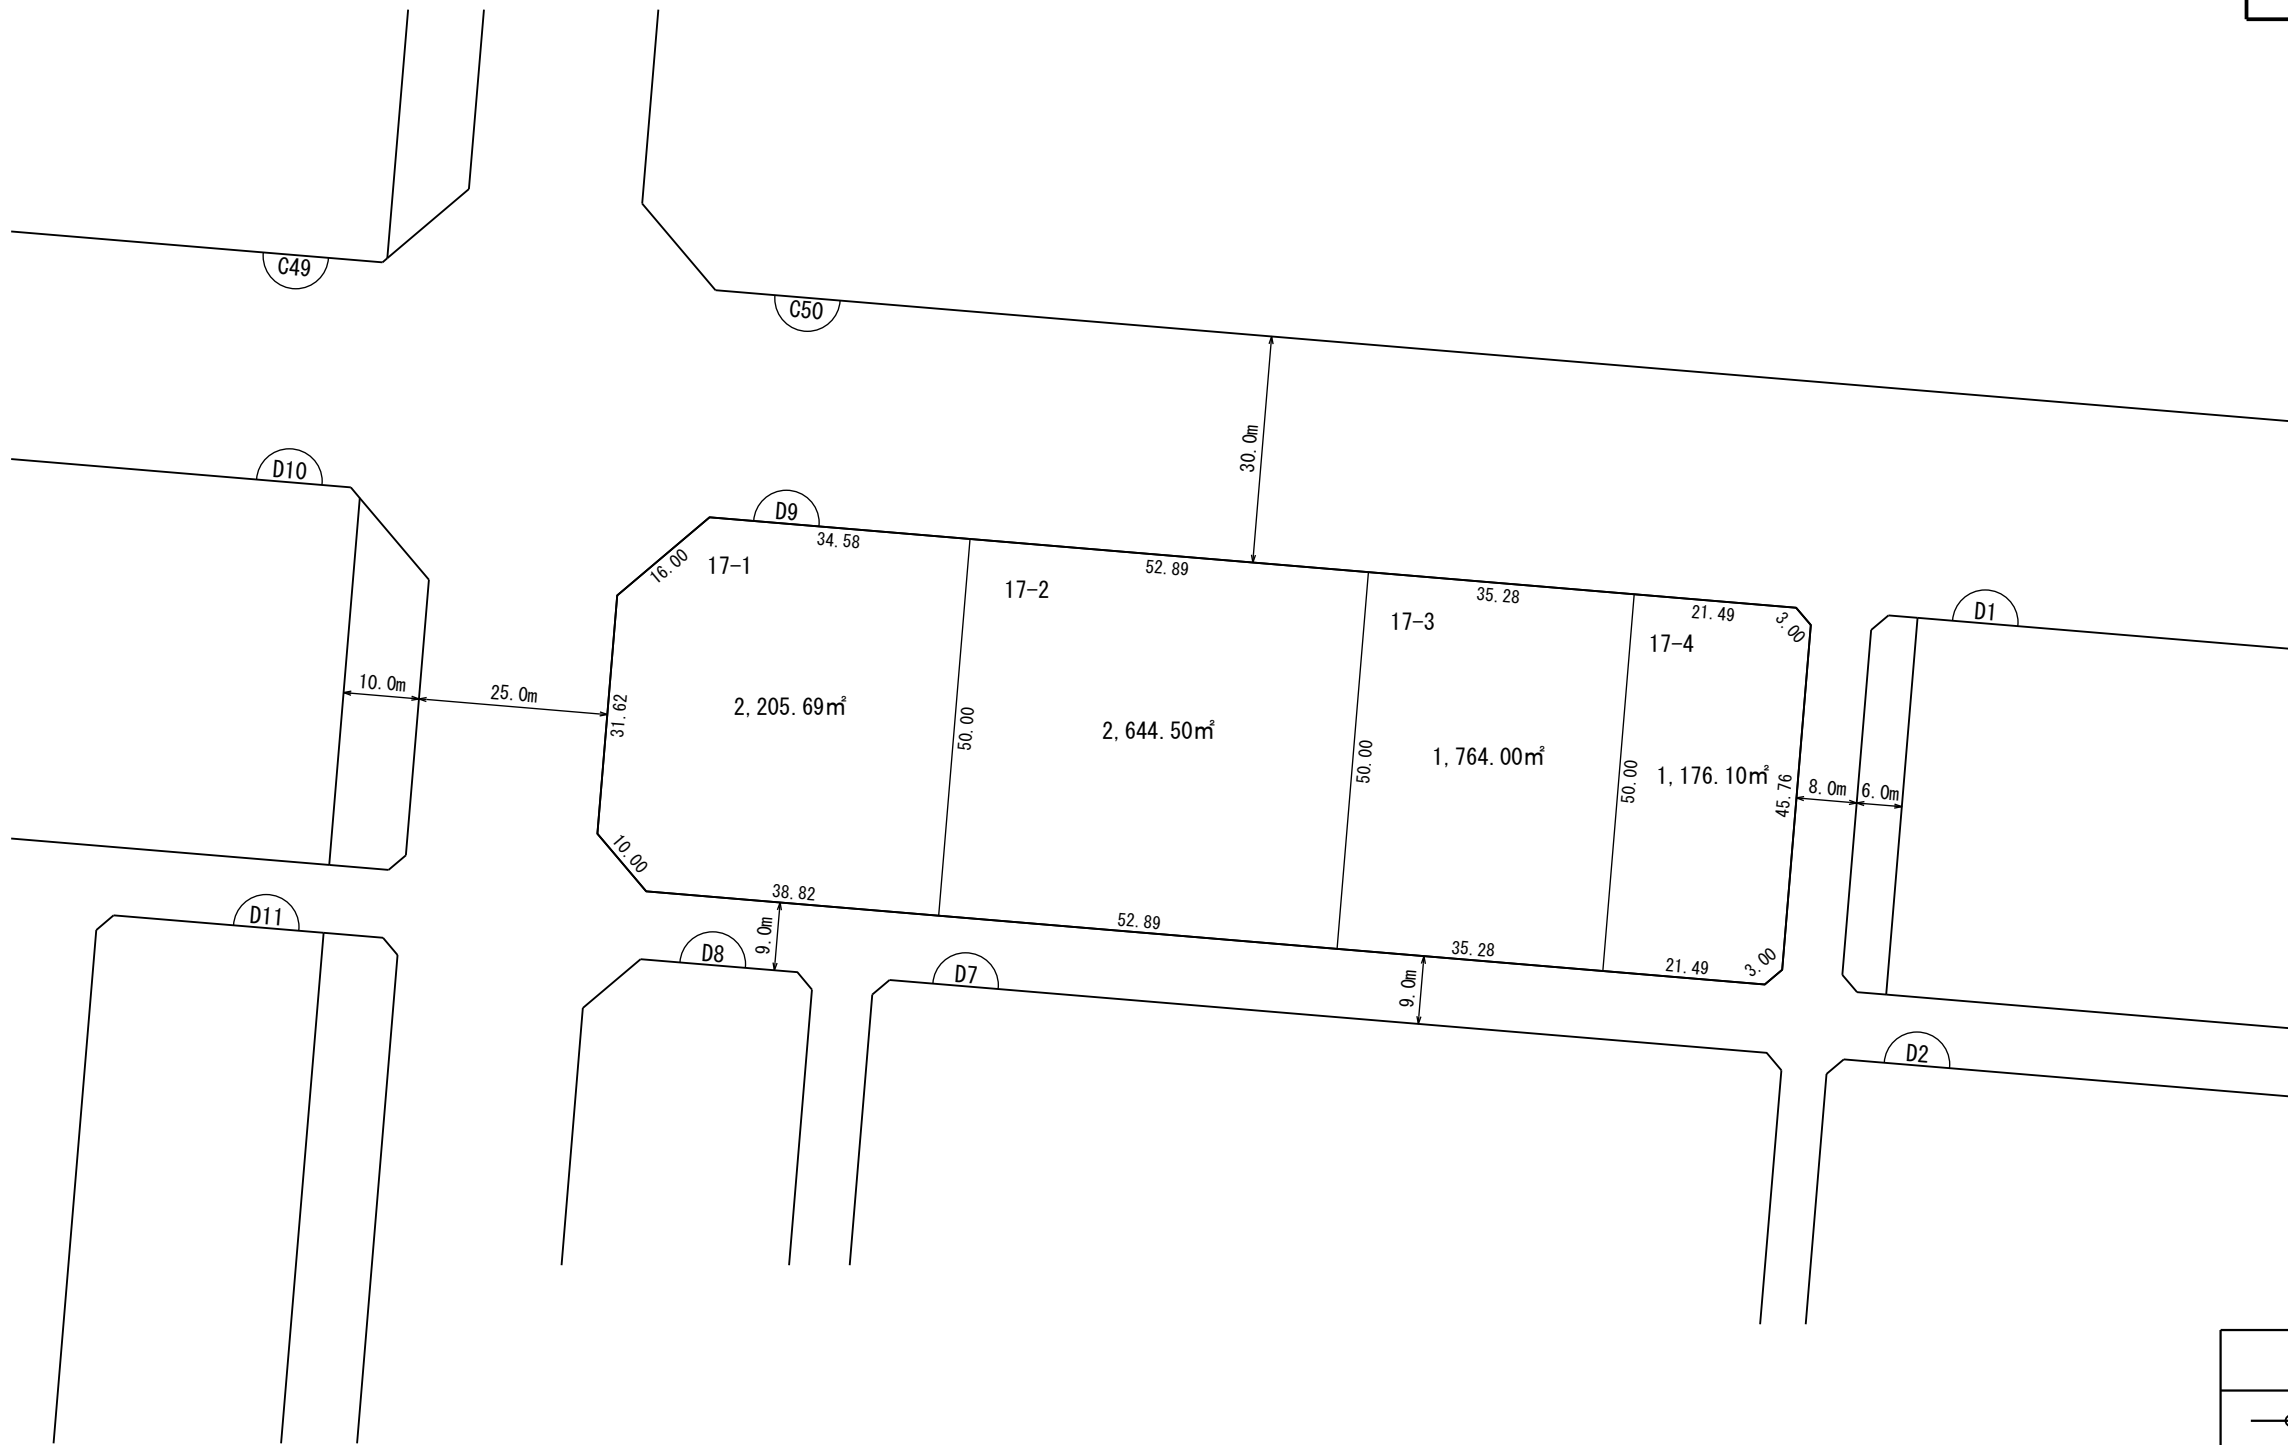 C49
C50
30.0m
D10
D9
34.58
16.00
17-1
52.89
17-2
35.28
17-3
21.49
3.00
17-4
D1
10.0m
25.0m
31.62
2,205.69㎡
50.00
2,644.50㎡
50.00
1,764.00㎡
50.00
1,176.10㎡
45.76
8.0m
6.0m
10.00
38.82
52.89
35.28
21.49
3.00
D11
9.0m
D8
D7
9.0m
D2